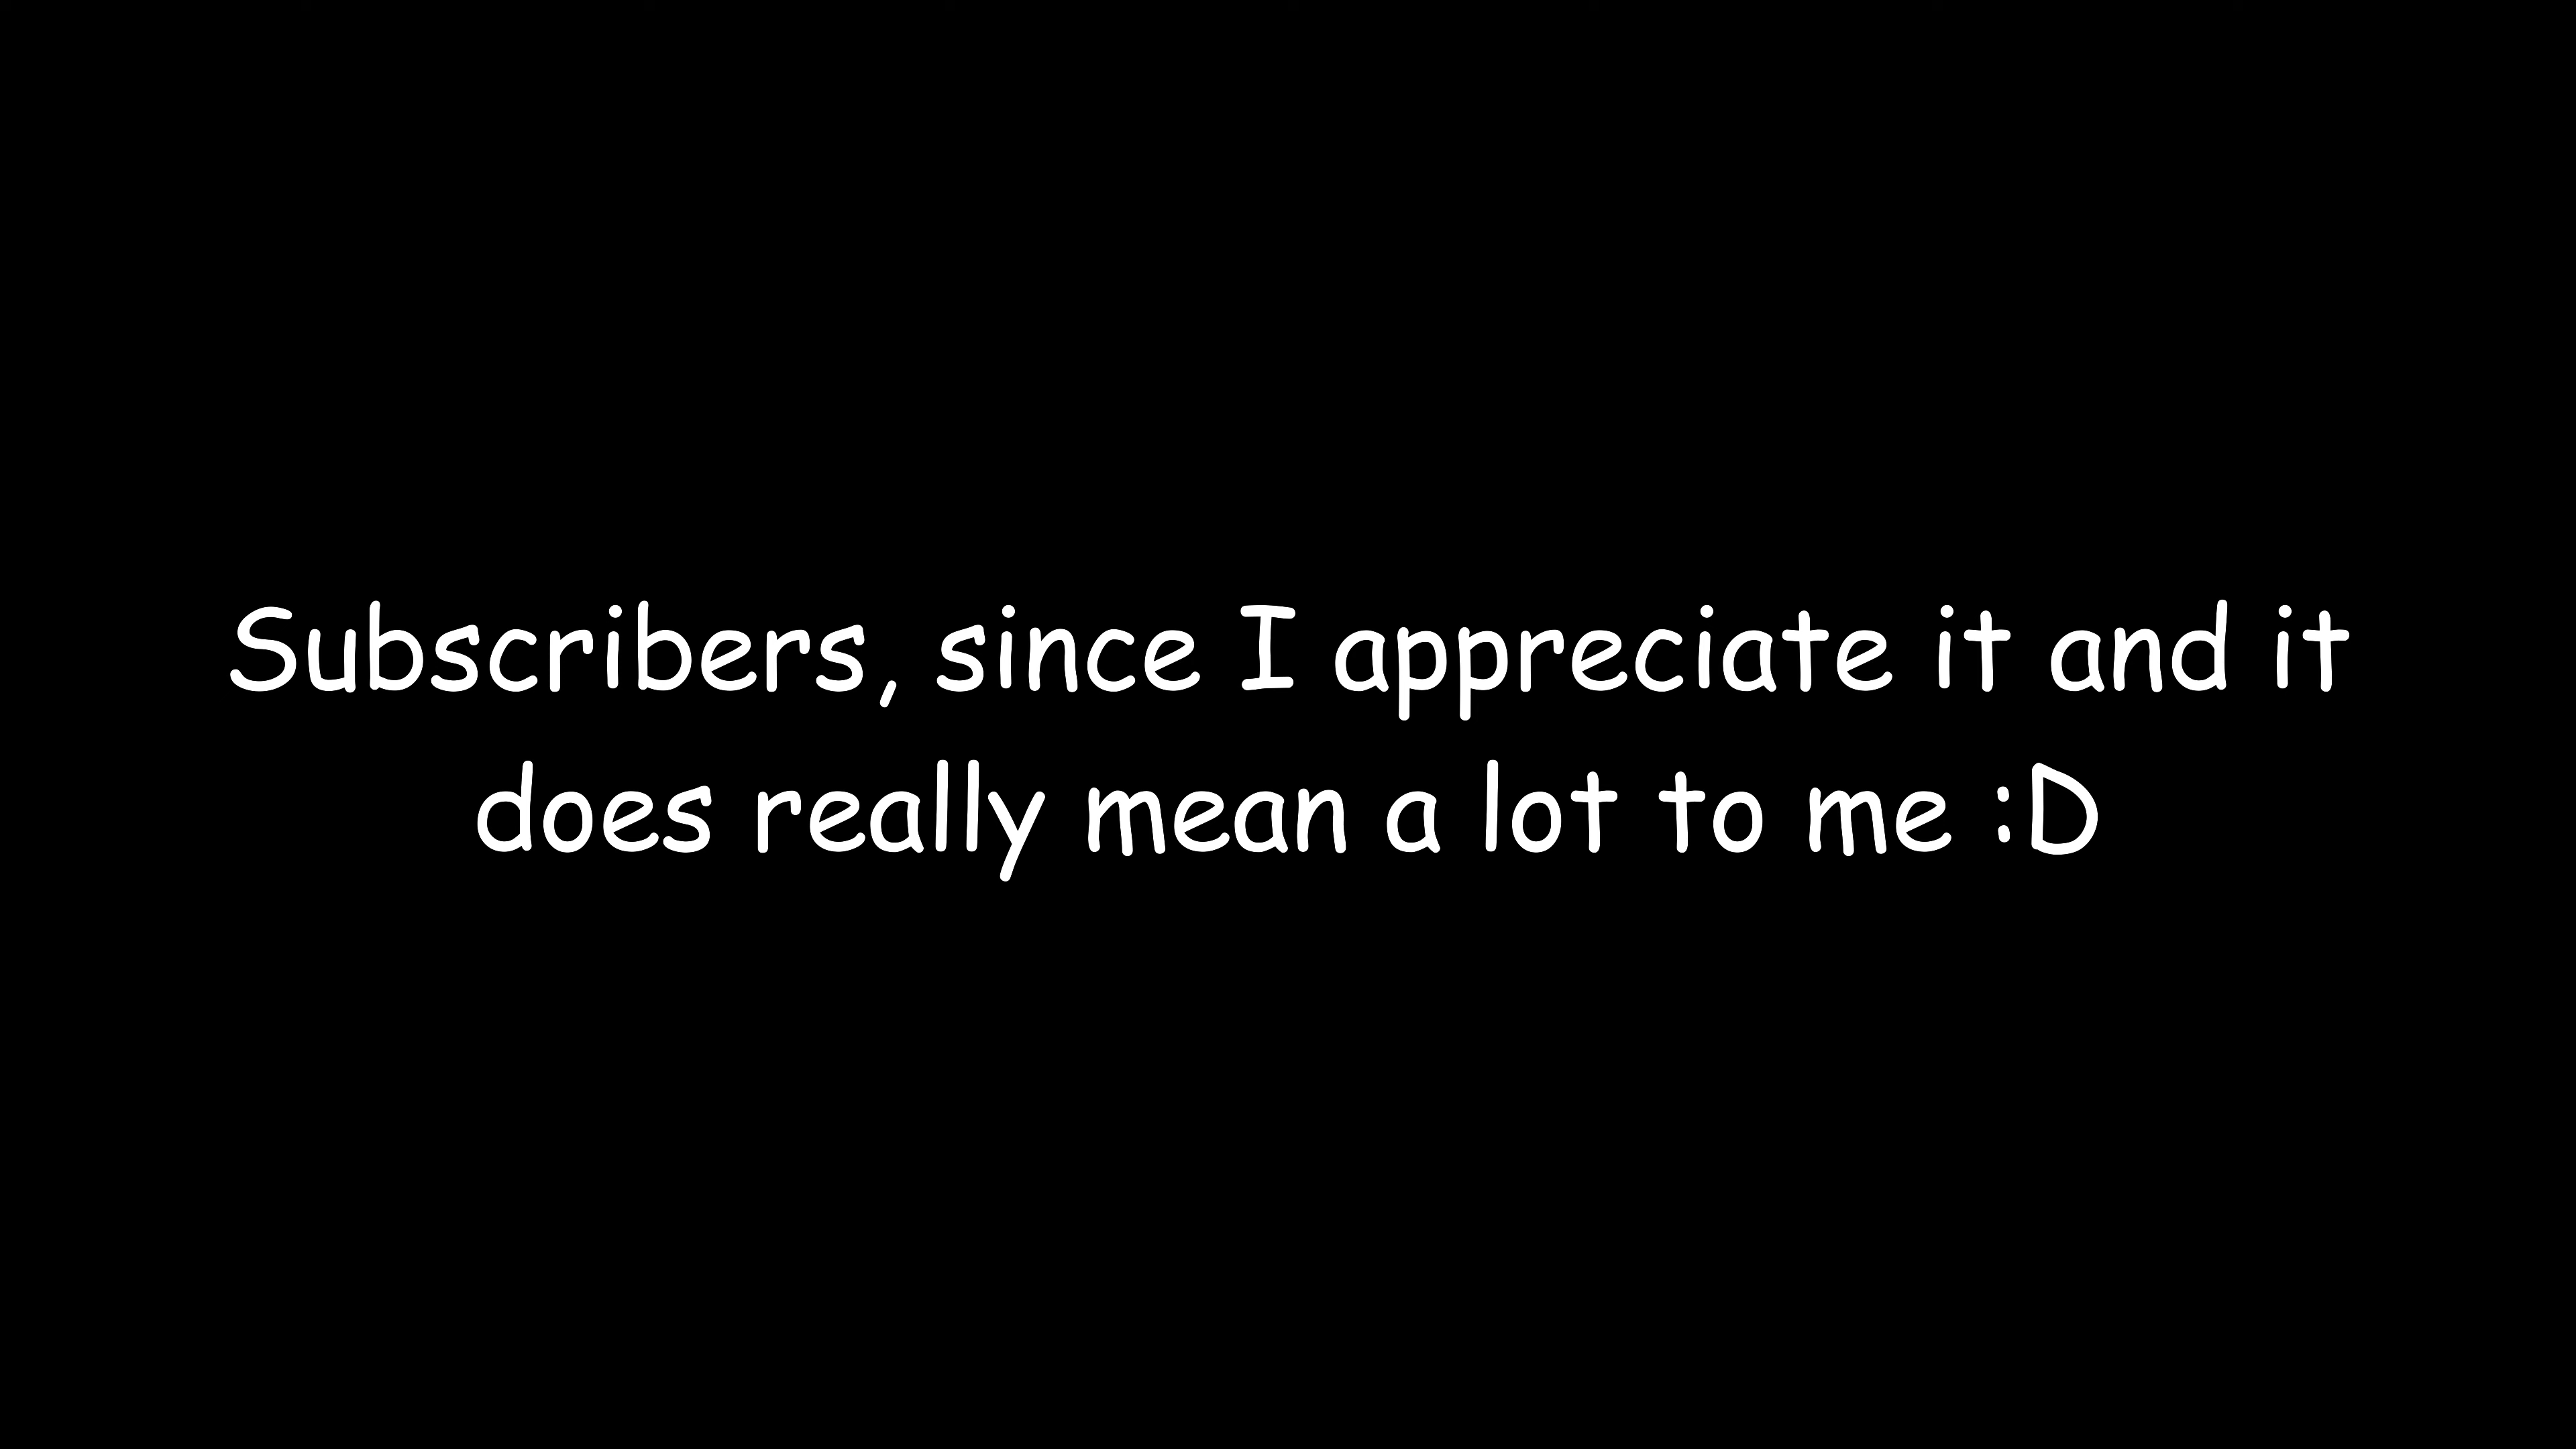 Subscribers, since I appreciate it and it
does really mean a lot to me :D